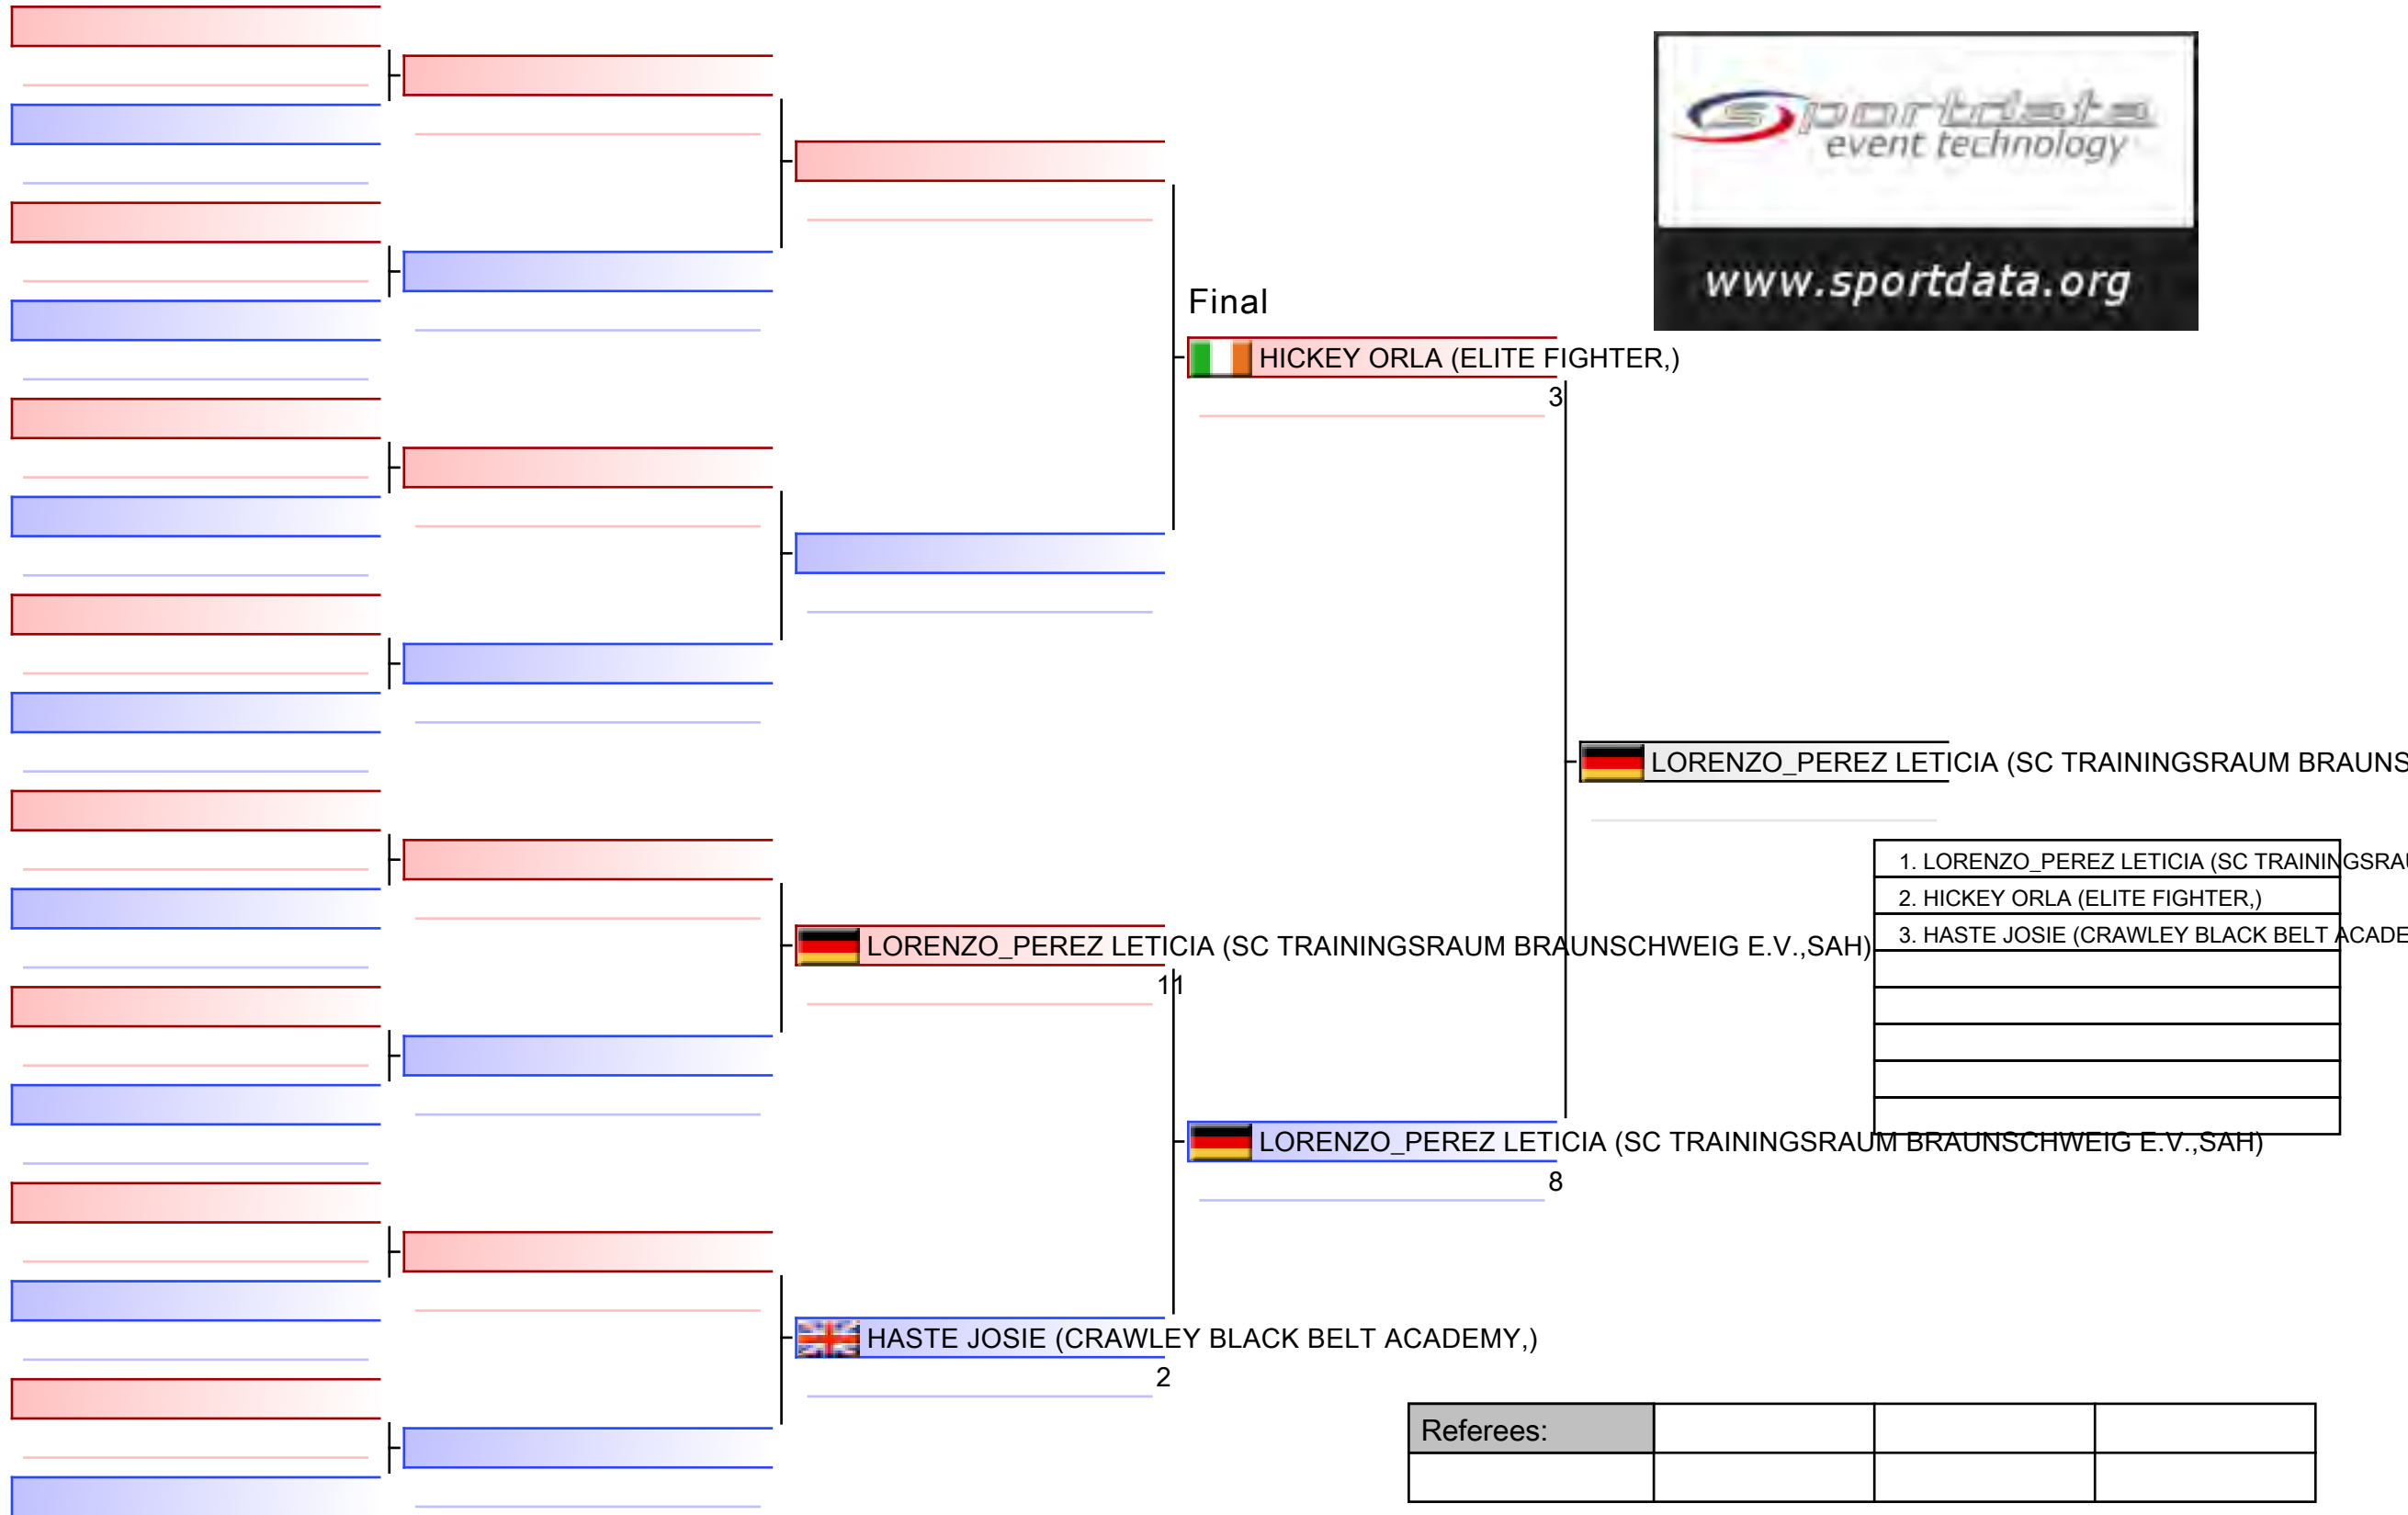 sportdata
event technology
www.sportdata.org
Final
HICKEY ORLA (ELITE FIGHTER,)
3
LORENZO_PEREZ LETICIA (SC TRAININGSRAUM BRAUNS
1. LORENZO_PEREZ LETICIA (SC TRAININGSRAU
2. HICKEY ORLA (ELITE FIGHTER,)
3. HASTE JOSIE (CRAWLEY BLACK BELT ACADE
LORENZO_PEREZ LETICIA (SC TRAININGSRAUM BRAUNSCHWEIG E.V.,SAH)
11
LORENZO_PEREZ LETICIA (SC TRAININGSRAUM BRAUNSCHWEIG E.V.,SAH)
8
HASTE JOSIE (CRAWLEY BLACK BELT ACADEMY,)
2
Referees: